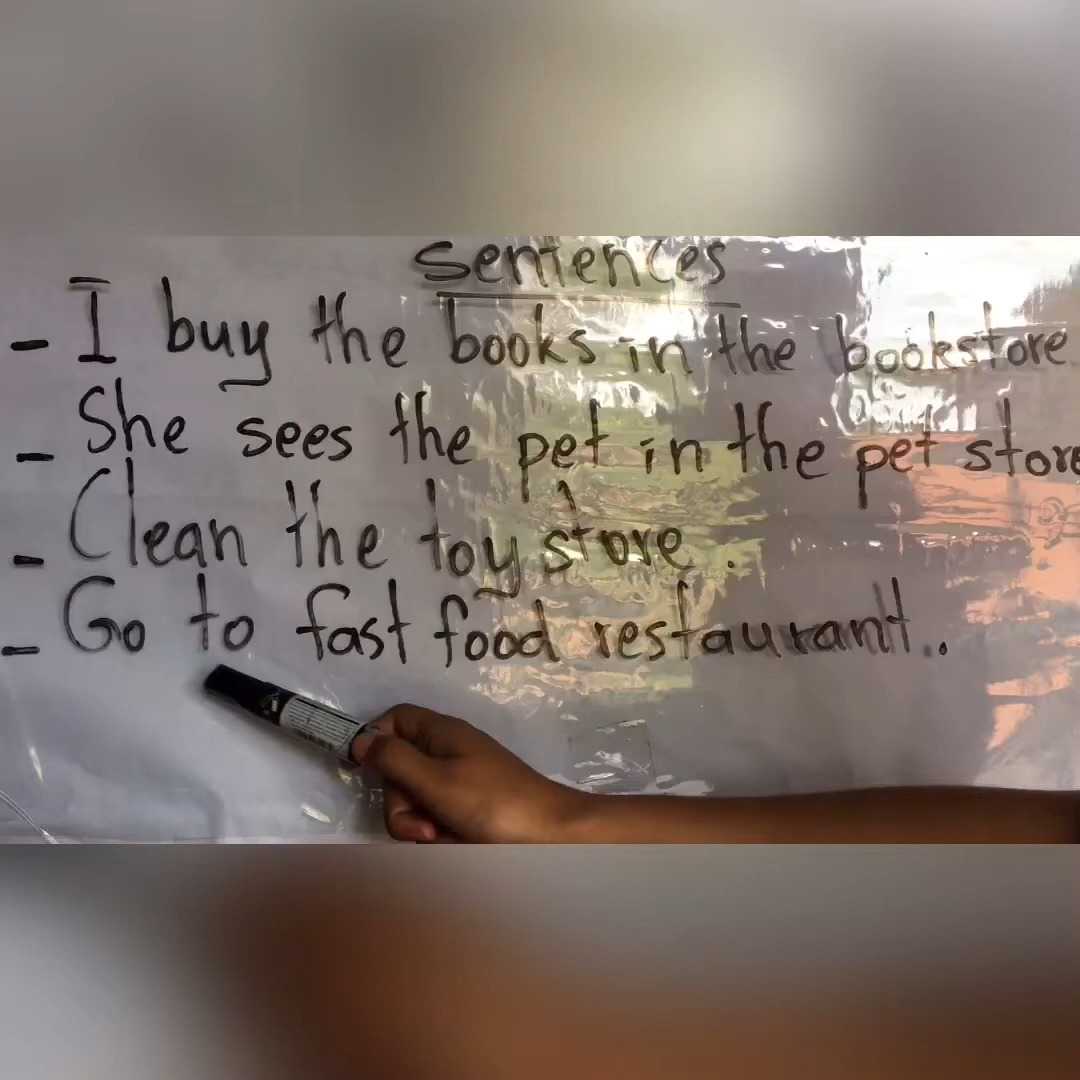 Sentences
- I buy the books in the bookstore
- She sees the pet in the pet store
- Clean the toy store.
- Go to fast food restaurant..